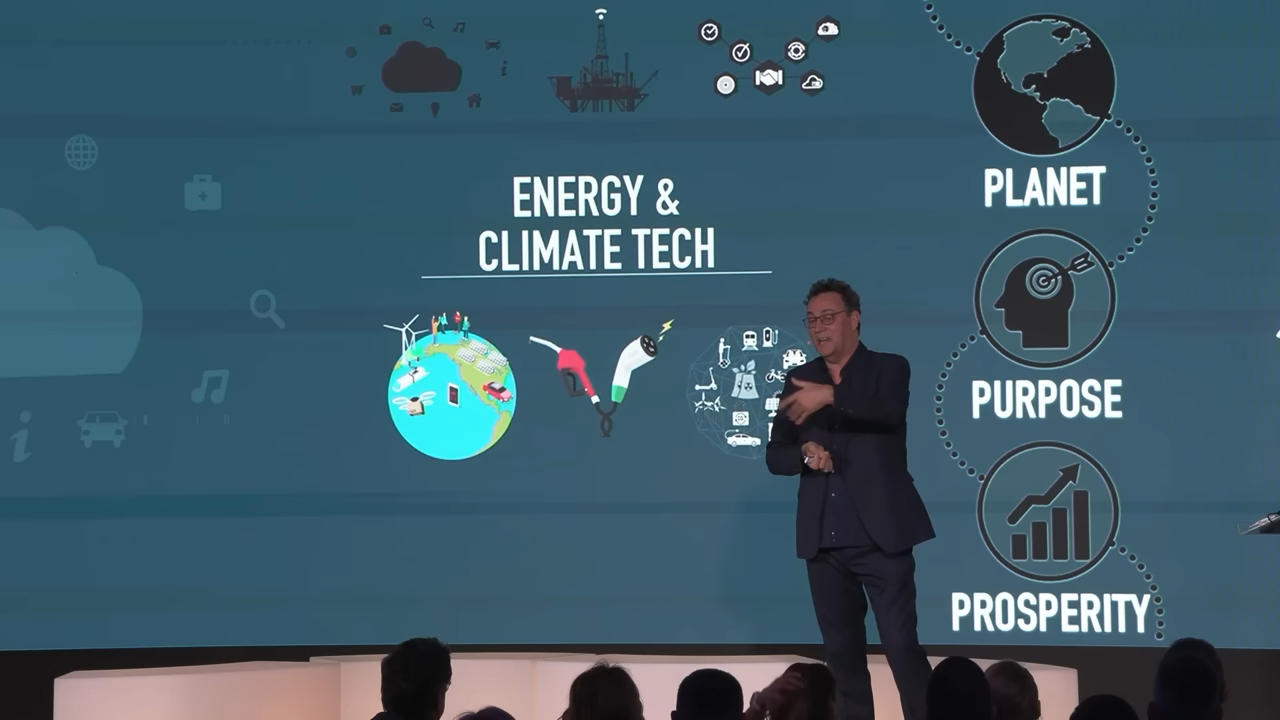 ENERGY &
CLIMATE TECH
PLANET
PURPOSE
PROSPERITY